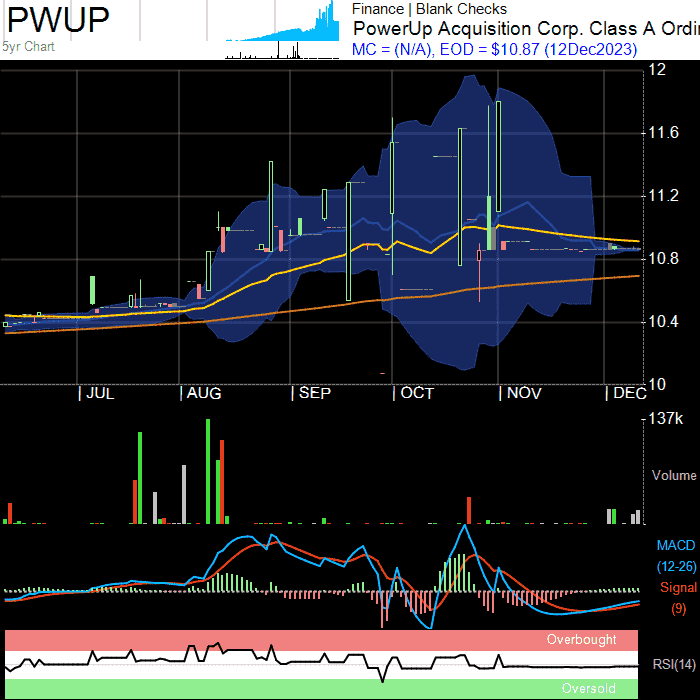 PWUP
5yr Chart
Finance | Blank Checks
PowerUp Acquisition Corp. Class A Ordi
MC = (N/A), EOD = $10.87 (12Dec2023)
12
11.6
11.2
10.8
10.4
10
| JUL | AUG | SEP | OCT | NOV | DEC
137k
Volume
MACD
(12-26)
Signal
(9)
Overbought
RSI(14)
Oversold